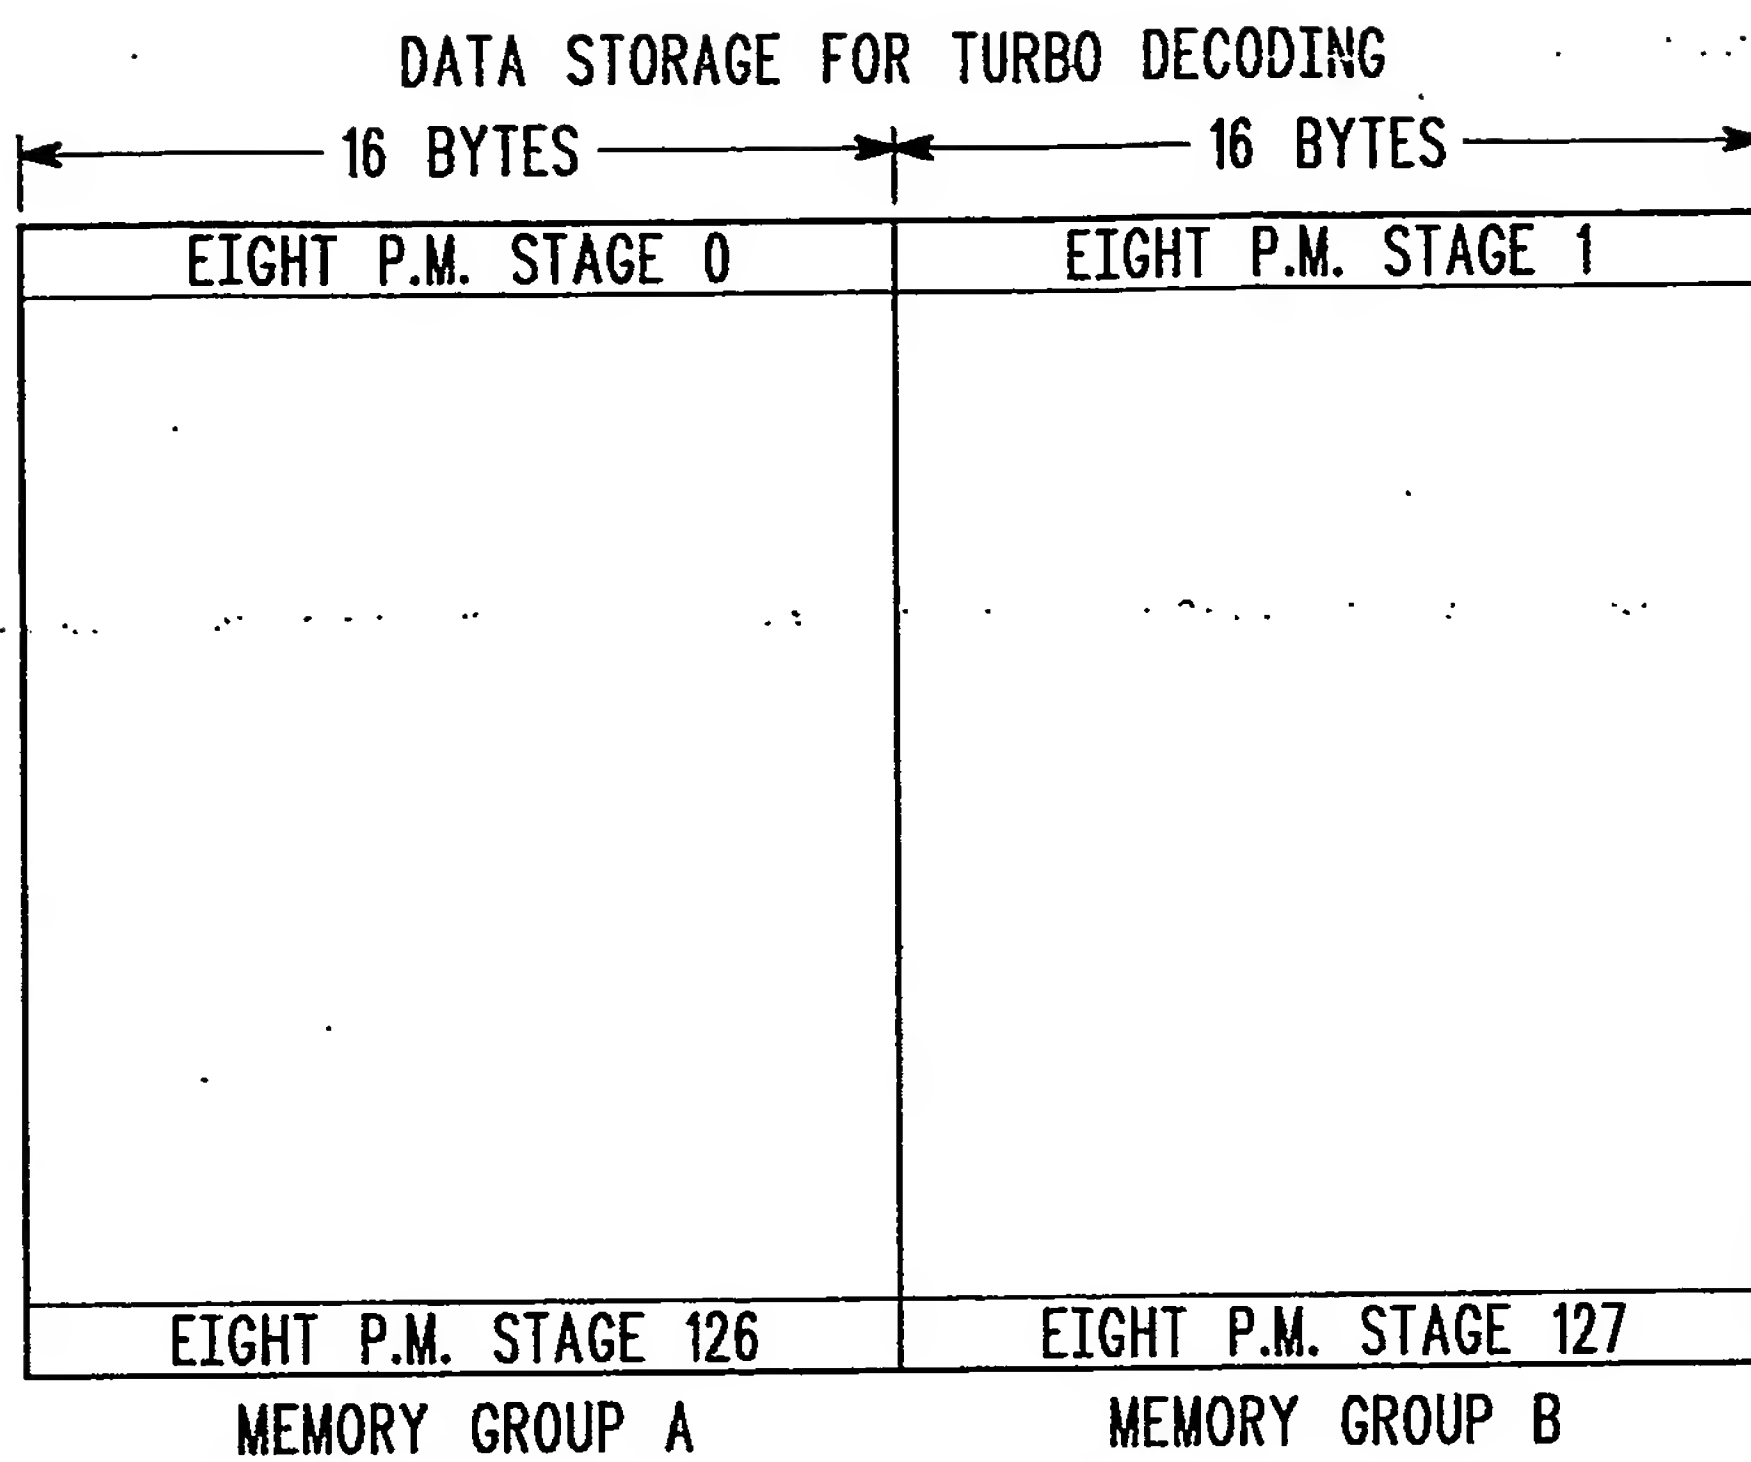 DATA STORAGE FOR TURBO DECODING
16 BYTES 16 BYTES
EIGHT P.M. STAGE 0 EIGHT P.M. STAGE 1
EIGHT P.M. STAGE 126 EIGHT P.M. STAGE 127
MEMORY GROUP A MEMORY GROUP B